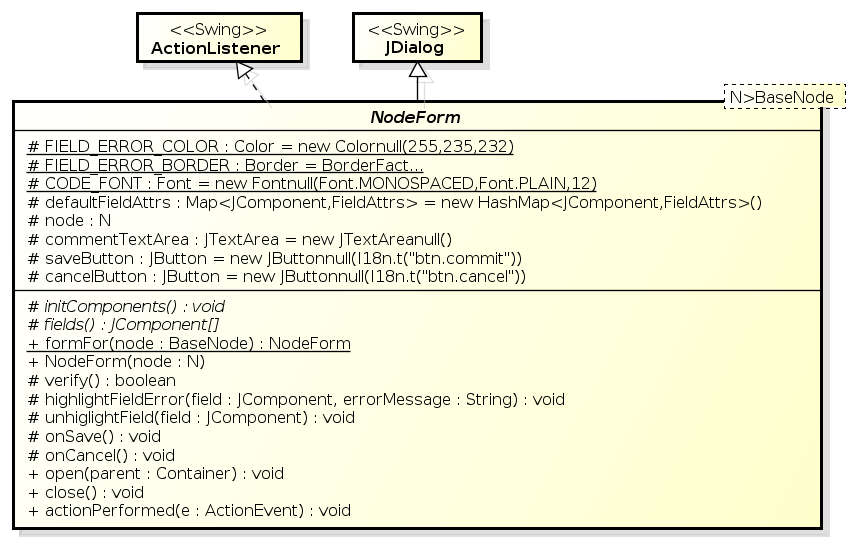 <<Swing>>
ActionListener
<<Swing>>
JDialog
N>BaseNode
NodeForm
# FIELD_ERROR_COLOR : Color = new Colornull(255,235,232)
# FIELD_ERROR_BORDER : Border = BorderFact...
# CODE_FONT : Font = new Fontnull(Font.MONOSPACED,Font.PLAIN,12)
# defaultFieldAttrs : Map<JComponent,FieldAttrs> = new HashMap<JComponent,FieldAttrs>()
# node : N
# commentTextArea : JTextArea = new JTextAreanull()
# saveButton : JButton = new JButtonnull(I18n.t("btn.commit"))
# cancelButton : JButton = new JButtonnull(I18n.t("btn.cancel"))
# initComponents() : void
# fields() : JComponent[]
+ formFor(node : BaseNode) : NodeForm
+ NodeForm(node : N)
# verify() : boolean
# highlightFieldError(field : JComponent, errorMessage : String) : void
# unhiglightField(field : JComponent) : void
# onSave() : void
# onCancel() : void
+ open(parent : Container) : void
+ close() : void
+ actionPerformed(e : ActionEvent) : void